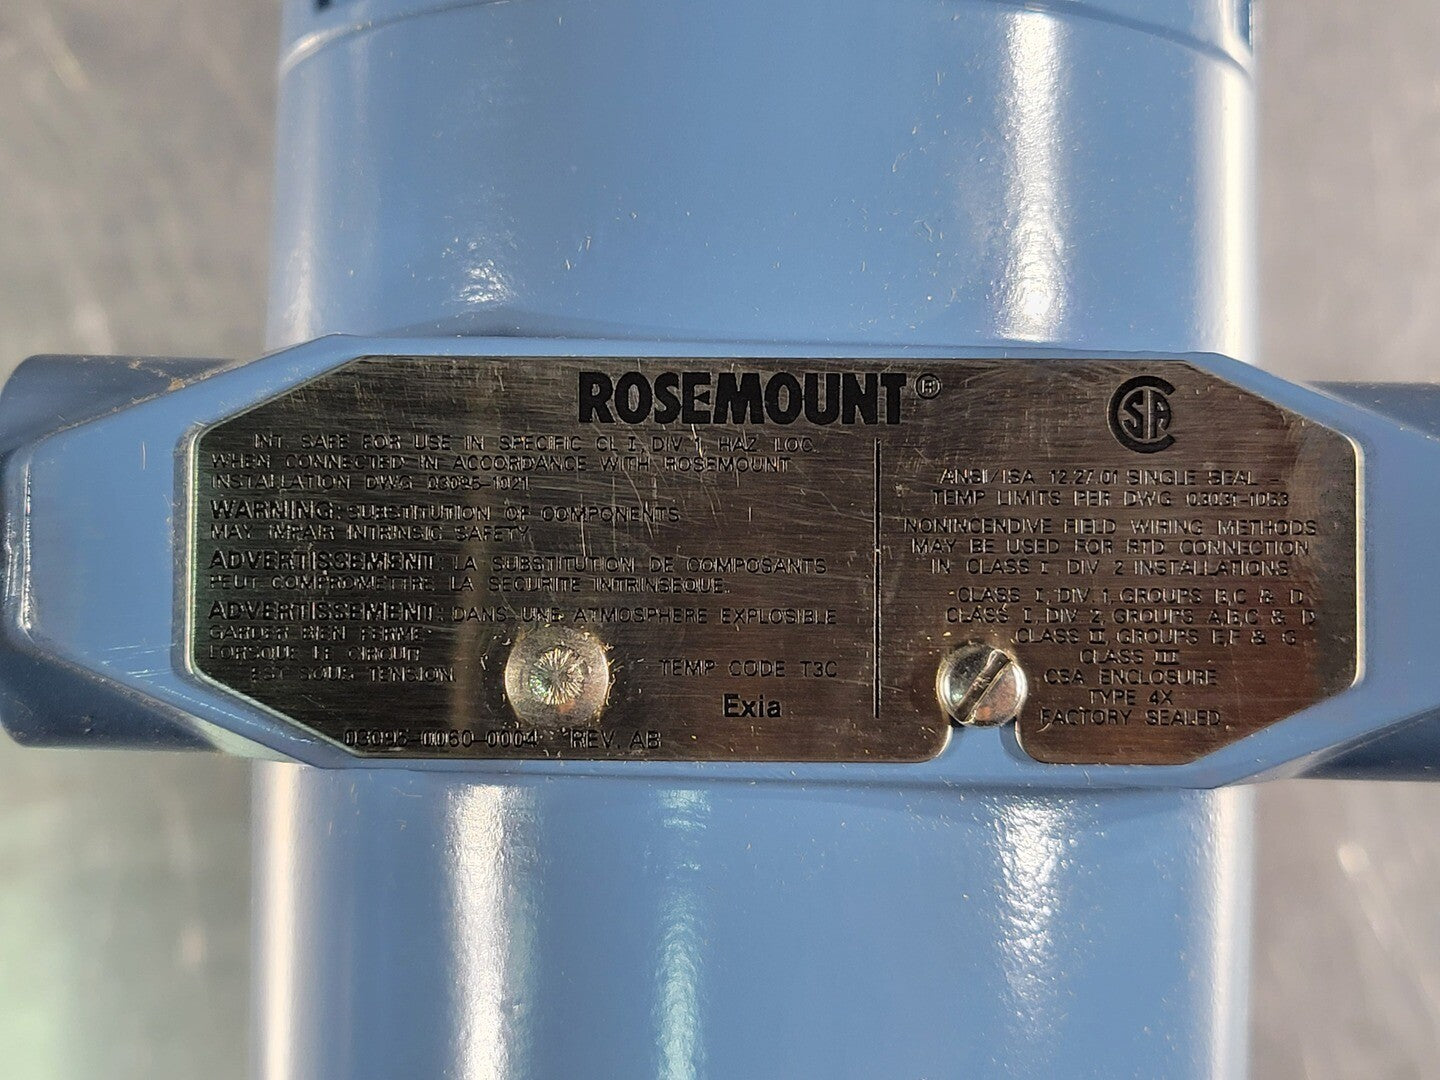 ROSEMOUNT®
INT. SAFE FOR USE IN SPECIFIC CL I, DIV 1 HAZ LOC
WHEN CONNECTED IN ACCORDANCE WITH ROSEMOUNT
INSTALLATION DWG 03095-1021
WARNING: SUBSTITUTION OF COMPONENTS
MAY IMPAIR INTRINSIC SAFETY
ADVERTISSEMENT: LA SUBSTITUTION DE COMPOSANTS
PEUT COMPROMETTRE LA SECURITE INTRINSEQUE.
ADVERTISSEMENT: DANS UNE ATMOSPHERE EXPLOSIBLE
GARDER BIEN FERME
LORSQUE LE CIRCUIT
EST SOUS TENSION.
TEMP CODE T3C
Exia
03095-0060-0004 REV. AB
CSA
ANSI/ISA 12.27.01 SINGLE SEAL -
TEMP LIMITS PER DWG 03031-1053
NONINCENDIVE FIELD WIRING METHODS
MAY BE USED FOR RTD CONNECTION
IN CLASS I, DIV 2 INSTALLATIONS
CLASS I, DIV 1, GROUPS B,C & D
CLASS I, DIV 2, GROUPS A,B,C & D
CLASS II, GROUPS E,F & G
CLASS III
CSA ENCLOSURE
TYPE 4X
FACTORY SEALED